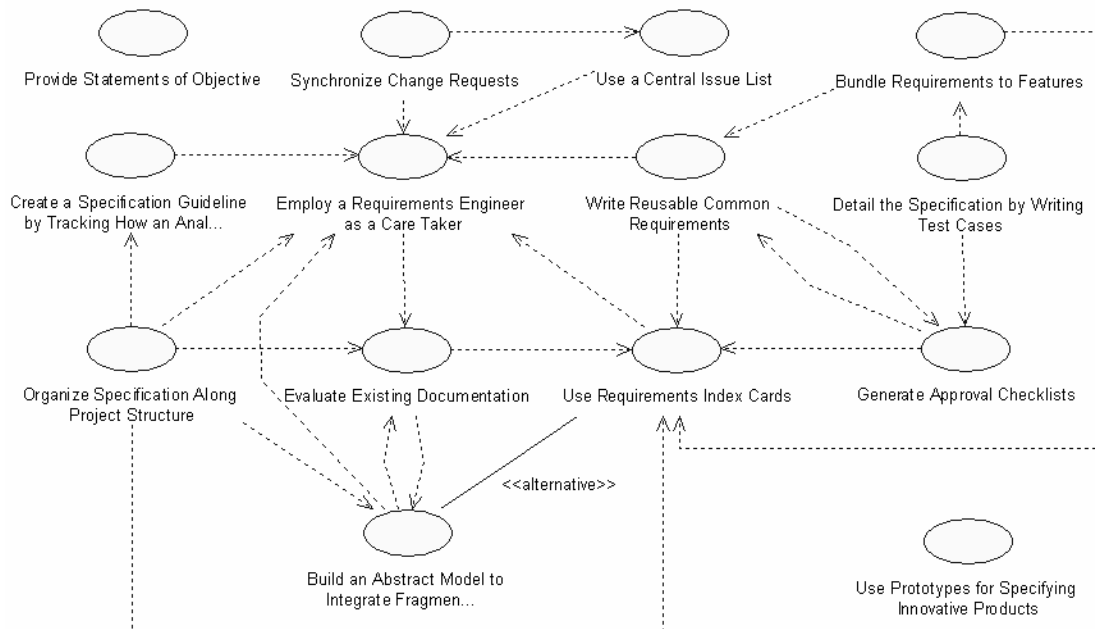 Provide Statements of Objective
Synchronize Change Requests
Use a Central Issue List
Bundle Requirements to Features
Create a Specification Guideline
by Tracking How an Anal...
Employ a Requirements Engineer
as a Care Taker
Write Reusable Common
Requirements
Detail the Specification by Writing
Test Cases
Organize Specification Along
Project Structure
Evaluate Existing Documentation
Use Requirements Index Cards
Generate Approval Checklists
<<alternative>>
Build an Abstract Model to
Integrate Fragmen...
Use Prototypes for Specifying
Innovative Products